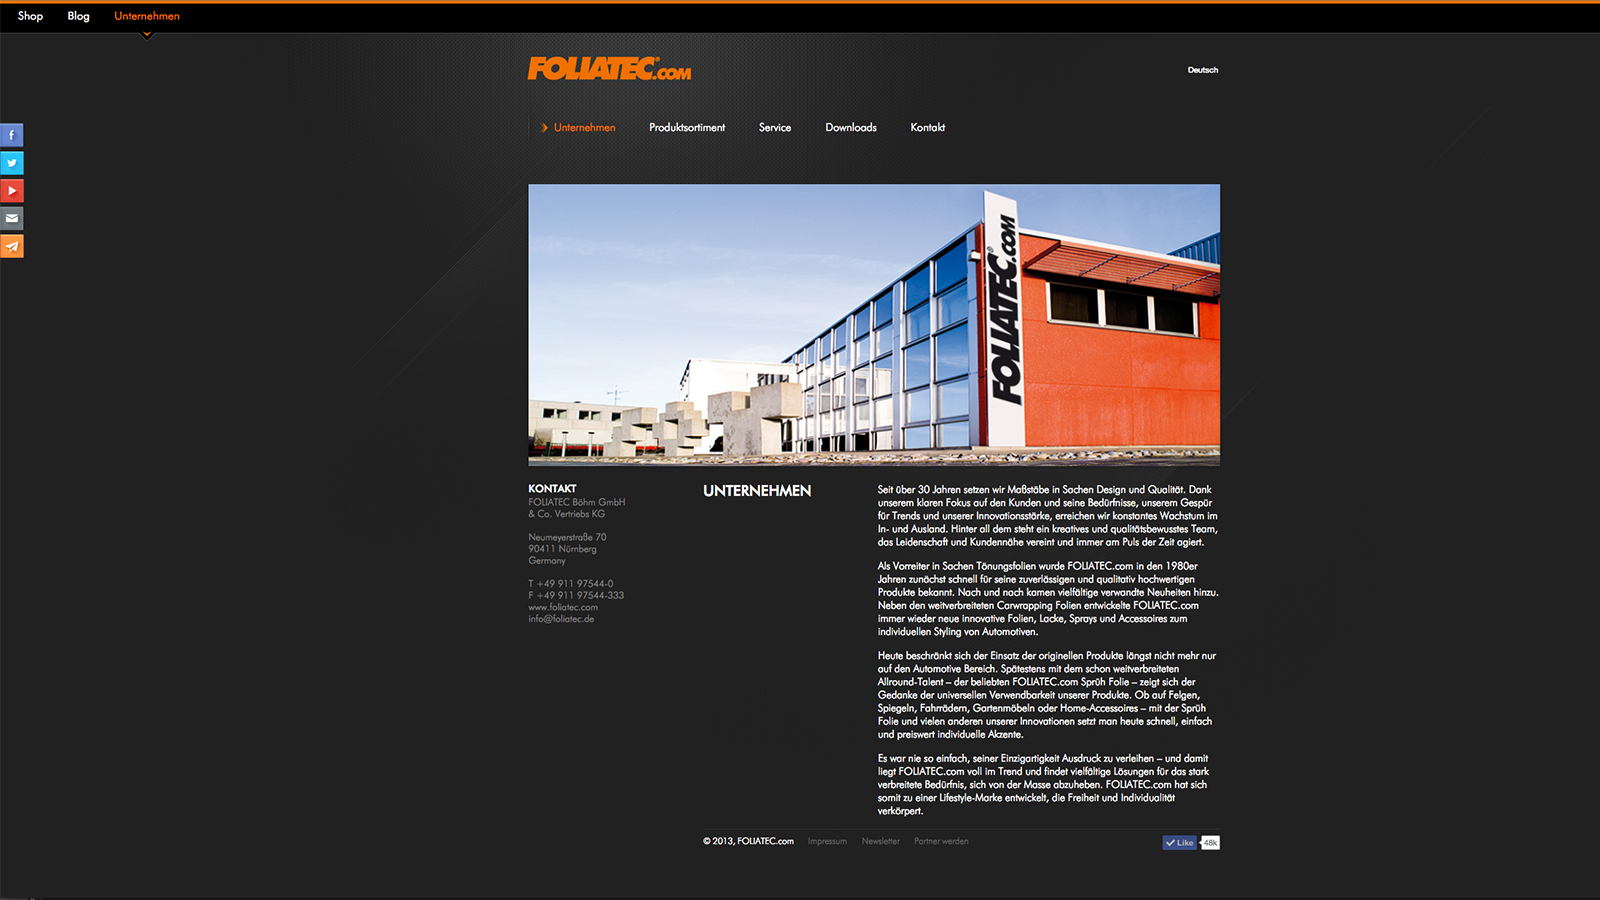 Shop Blog Unternehmen
FOLIATEC.COM
Deutsch
Unternehmen Produktsortiment Service Downloads Kontakt
FOLIATEC®.COM
KONTAKT
FOLIATEC Böhm GmbH
& Co. Vertriebs KG
Neumeyerstraße 70
90411 Nürnberg
Germany
T +49 911 97544-0
F +49 911 97544-333
www.foliatec.com
info@foliatec.de
UNTERNEHMEN
Seit über 30 Jahren setzen wir Maßstäbe in Sachen Design und Qualität. Dank
unserem klaren Fokus auf den Kunden und seine Bedürfnisse, unserem Gespür
für Trends und unserer Innovationsstärke, erreichen wir konstantes Wachstum im
In- und Ausland. Hinter all dem steht ein kreatives und qualitätsbewusstes Team,
das Leidenschaft und Kundennähe vereint und immer am Puls der Zeit agiert.
Als Vorreiter in Sachen Tönungsfolien wurde FOLIATEC.com in den 1980er
Jahren zunächst schnell für seine zuverlässigen und qualitativ hochwertigen
Produkte bekannt. Nach und nach kamen vielfältige verwandte Neuheiten hinzu.
Neben den weitverbreiteten Carwrapping Folien entwickelte FOLIATEC.com
immer wieder neue innovative Folien, Lacke, Sprays und Accessoires zum
individuellen Styling von Automotiven.
Heute beschränkt sich der Einsatz der originellen Produkte längst nicht mehr nur
auf den Automotive Bereich. Spätestens mit dem schon weitverbreiteten
Allround-Talent – der beliebten FOLIATEC.com Sprüh Folie – zeigt sich der
Gedanke der universellen Verwendbarkeit unserer Produkte. Ob auf Felgen,
Spiegeln, Fahrrädern, Gartenmöbeln oder Home-Accessoires – mit der Sprüh
Folie und vielen anderen unserer Innovationen setzt man heute schnell, einfach
und preiswert individuelle Akzente.
Es war nie so einfach, seiner Einzigartigkeit Ausdruck zu verleihen – und damit
liegt FOLIATEC.com voll im Trend und findet vielfältige Lösungen für das stark
verbreitete Bedürfnis, sich von der Masse abzuheben. FOLIATEC.com hat sich
somit zu einer Lifestyle-Marke entwickelt, die Freiheit und Individualität
verkörpert.
© 2013, FOLIATEC.com Impressum Newsletter Partner werden
Like 48k